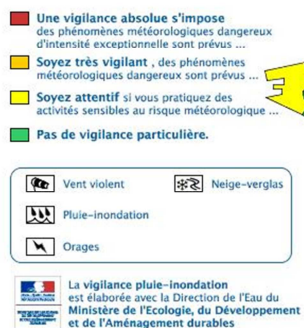 Une vigilance absolue s'impose
des phénomènes météorologiques dangereux
d'intensité exceptionnelle sont prévus ...
Soyez très vigilant , des phénomènes
météorologiques dangereux sont prévus ...
Soyez attentif si vous pratiquez des
activités sensibles au risque météorologique ...
Pas de vigilance particulière.
Vent violent
Neige-verglas
Pluie-inondation
Orages
La vigilance pluie-inondation
est élaborée avec la Direction de l'Eau du
Ministère de l'Ecologie, du Développement
et de l'Aménagement durables